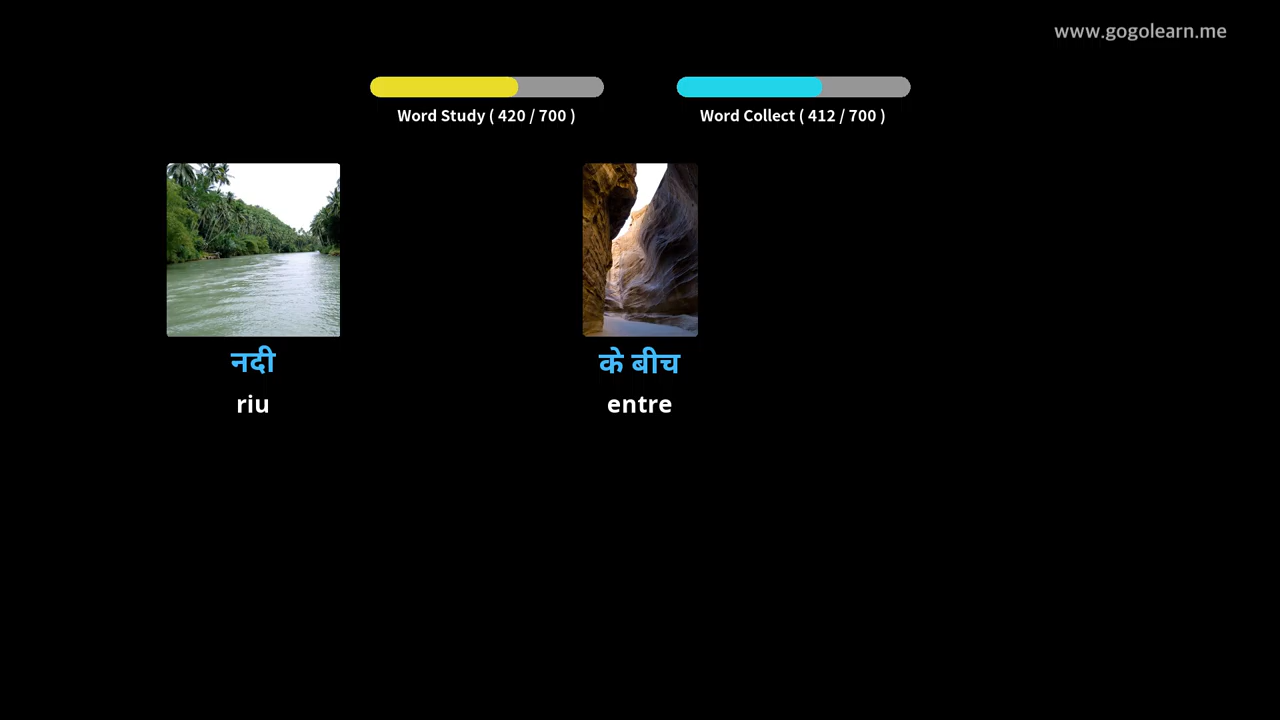 www.gogolearn.me
Word Study ( 420 / 700 )
Word Collect ( 412 / 700 )
नदी
riu
के बीच
entre